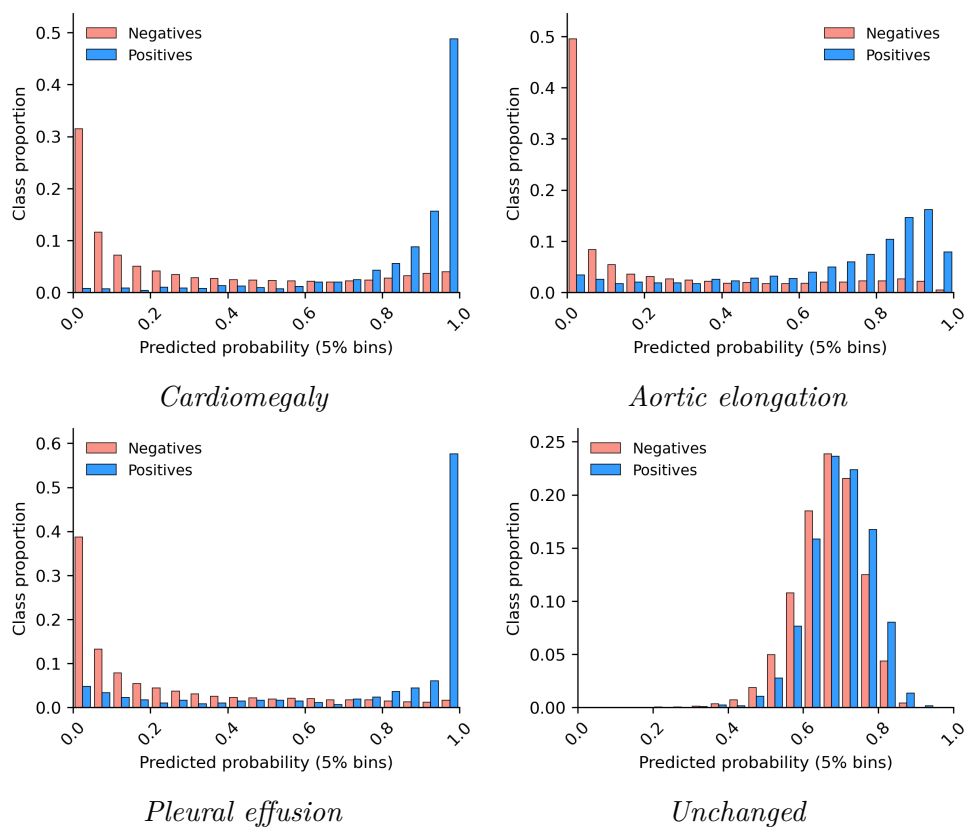 Negatives
Positives
Class proportion
0.5
0.4
0.3
0.2
0.1
0.0
0.0 0.2 0.4 0.6 0.8 1.0
Predicted probability (5% bins)
Cardiomegaly
Negatives
Positives
Class proportion
0.5
0.4
0.3
0.2
0.1
0.0
0.0 0.2 0.4 0.6 0.8 1.0
Predicted probability (5% bins)
Aortic elongation
Negatives
Positives
Class proportion
0.6
0.5
0.4
0.3
0.2
0.1
0.0
0.0 0.2 0.4 0.6 0.8 1.0
Predicted probability (5% bins)
Pleural effusion
Negatives
Positives
Class proportion
0.25
0.20
0.15
0.10
0.05
0.00
0.0 0.2 0.4 0.6 0.8 1.0
Predicted probability (5% bins)
Unchanged